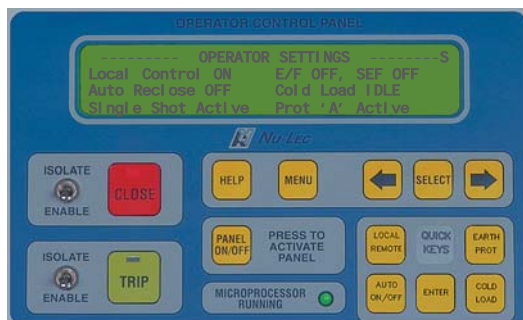 OPERATOR CONTROL PANEL
--------- OPERATOR SETTINGS --------S
Local Control ON E/F OFF, SEF OFF
Auto Reclose OFF Cold Load IDLE
Single Shot Active Prot 'A' Active
Nu-Lec
ISOLATE
ENABLE
CLOSE
HELP
MENU
SELECT
ISOLATE
ENABLE
TRIP
PANEL
ON/OFF
PRESS TO
ACTIVATE
PANEL
MICROPROCESSOR
RUNNING
LOCAL
REMOTE
QUICK
KEYS
EARTH
PROT
AUTO
ON/OFF
ENTER
COLD
LOAD